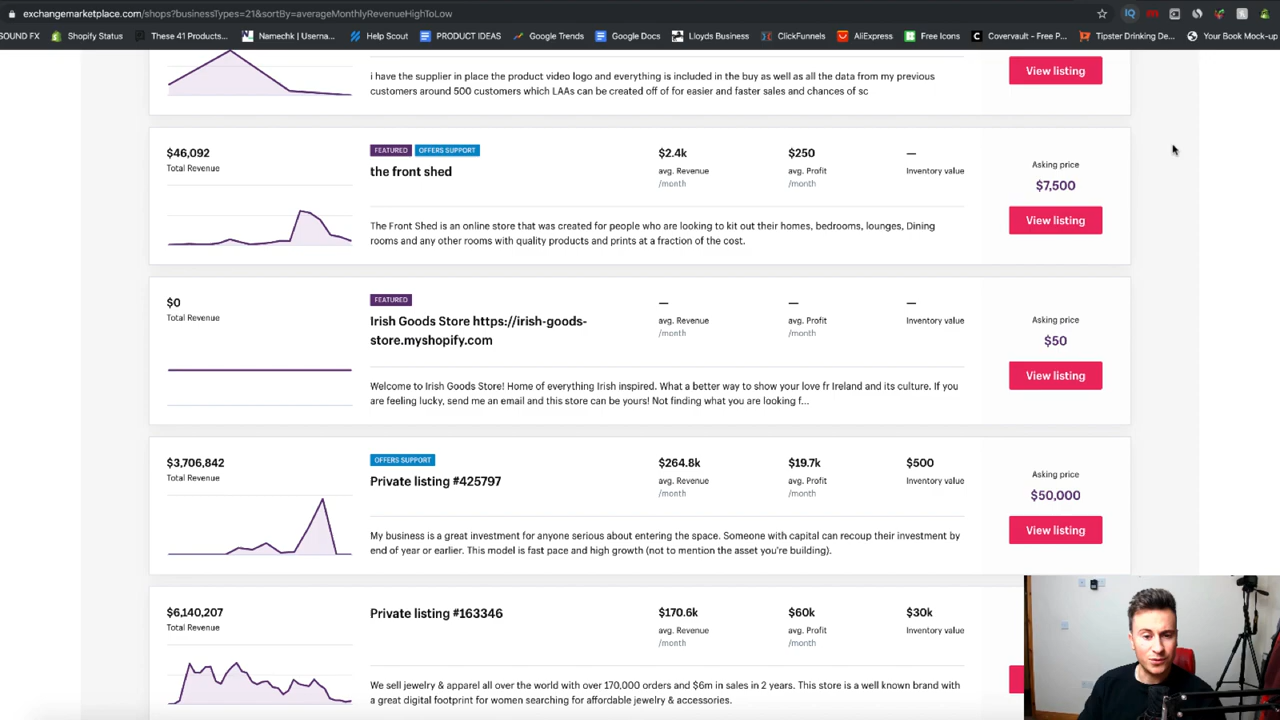 exchangemarketplace.com/shops?businessTypes=21&sortBy=averageMonthlyRevenueHighToLow
SOUND FX Shopify Status These 41 Products... Namechk | Userna... Help Scout PRODUCT IDEAS Google Trends Google Docs Lloyds Business ClickFunnels AliExpress Free Icons Covervault - Free P... Tipster Drinking De... Your Book Mock-up
i have the supplier in place the product video logo and everything is included in the buy as well as all the data from my previous
customers around 500 customers which LAAs can be created off of for easier and faster sales and chances of sc
View listing
$46,092
Total Revenue
FEATURED OFFERS SUPPORT
the front shed
$2.4k
avg. Revenue
/month
$250
avg. Profit
/month
—
Inventory value
The Front Shed is an online store that was created for people who are looking to kit out their homes, bedrooms, lounges, Dining
rooms and any other rooms with quality products and prints at a fraction of the cost.
Asking price
$7,500
View listing
$0
Total Revenue
FEATURED
Irish Goods Store https://irish-goods-
store.myshopify.com
—
avg. Revenue
/month
—
avg. Profit
/month
—
Inventory value
Welcome to Irish Goods Store! Home of everything Irish inspired. What a better way to show your love fr Ireland and its culture. If you
are feeling lucky, send me an email and this store can be yours! Not finding what you are looking f...
Asking price
$50
View listing
$3,706,842
Total Revenue
OFFERS SUPPORT
Private listing #425797
$264.8k
avg. Revenue
/month
$19.7k
avg. Profit
/month
$500
Inventory value
My business is a great investment for anyone serious about entering the space. Someone with capital can recoup their investment by
end of year or earlier. This model is fast pace and high growth (not to mention the asset you're building).
Asking price
$50,000
View listing
$6,140,207
Total Revenue
Private listing #163346
$170.6k
avg. Revenue
/month
$60k
avg. Profit
/month
$30k
Inventory value
We sell jewelry & apparel all over the world with over 170,000 orders and $6m in sales in 2 years. This store is a well known brand with
a great digital footprint for women searching for affordable jewelry & accessories.